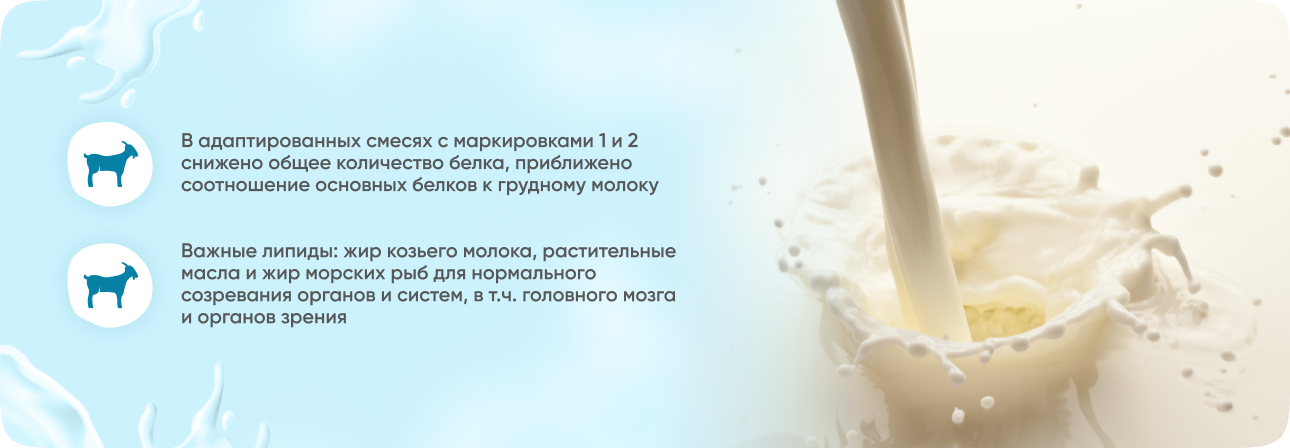 В адаптированных смесях с маркировками 1 и 2
снижено общее количество белка, приближено
соотношение основных белков к грудному молоку
Важные липиды: жир козьего молока, растительные
масла и жир морских рыб для нормального
созревания органов и систем, в т.ч. головного мозга
и органов зрения